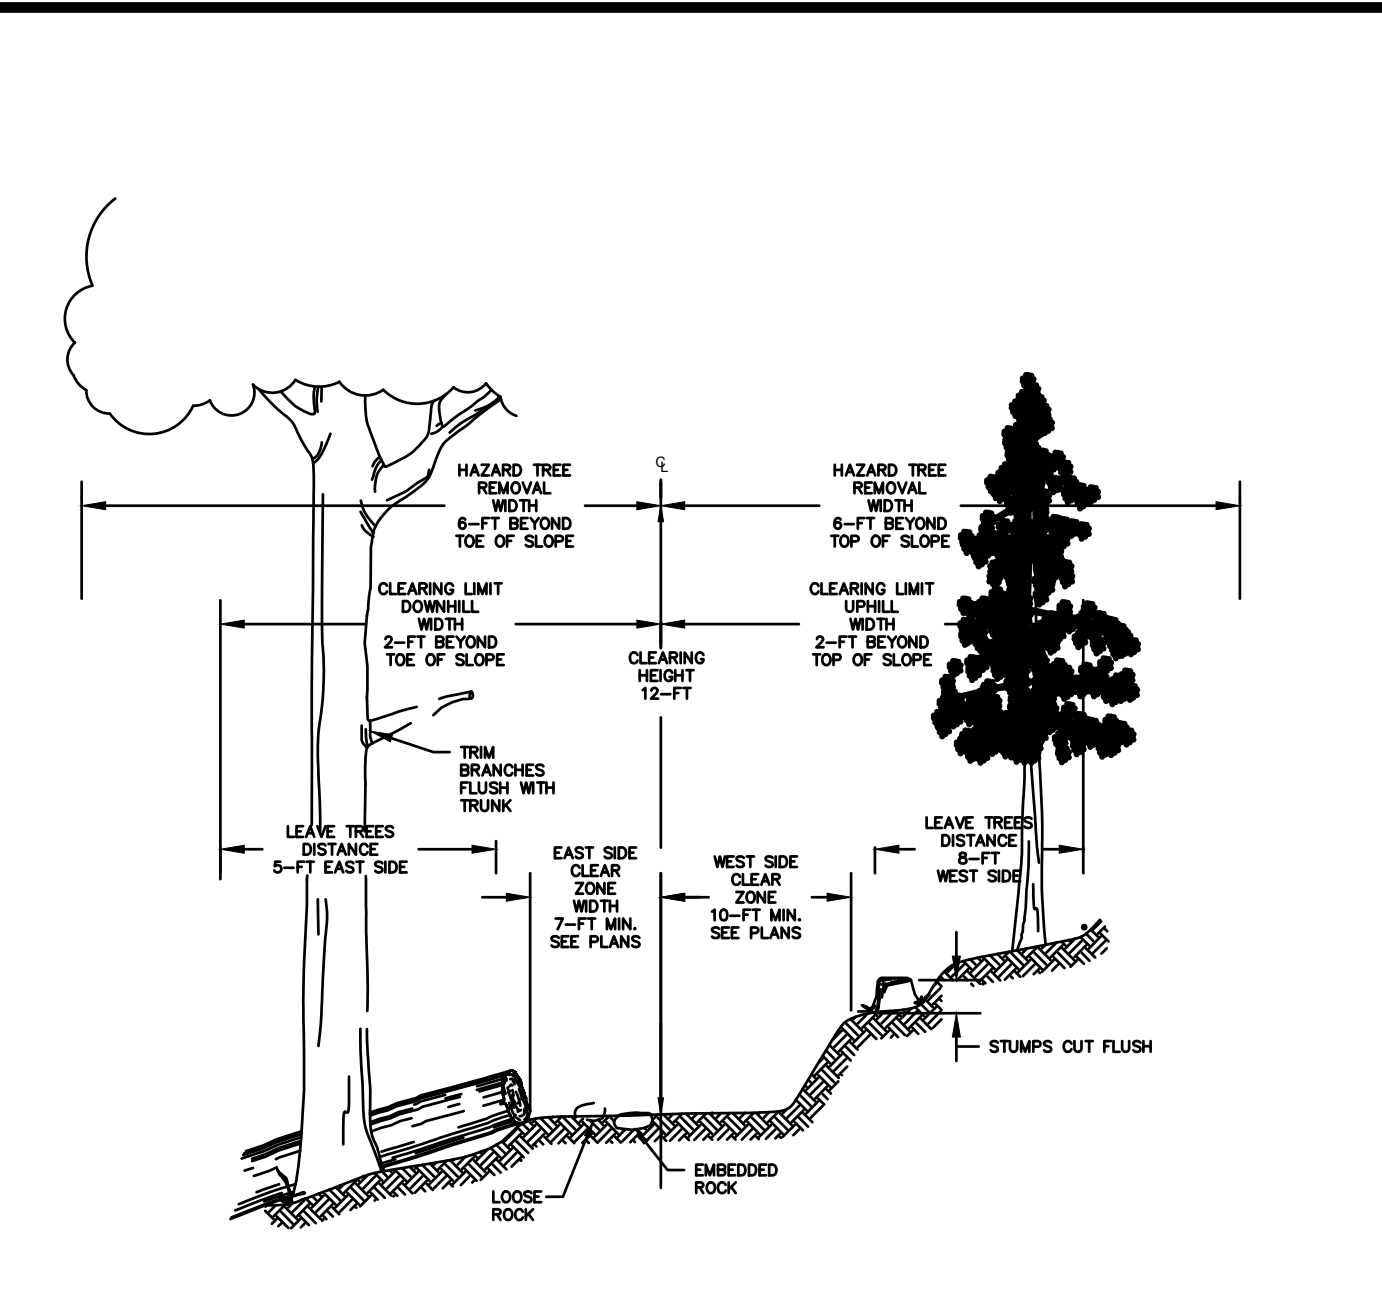 ℄
HAZARD TREE
REMOVAL
WIDTH
6-FT BEYOND
TOE OF SLOPE
HAZARD TREE
REMOVAL
WIDTH
6-FT BEYOND
TOP OF SLOPE
CLEARING LIMIT
DOWNHILL
WIDTH
2-FT BEYOND
TOE OF SLOPE
CLEARING LIMIT
UPHILL
WIDTH
2-FT BEYOND
TOP OF SLOPE
CLEARING
HEIGHT
12-FT
TRIM
BRANCHES
FLUSH WITH
TRUNK
LEAVE TREES
DISTANCE
5-FT EAST SIDE
EAST SIDE
CLEAR
ZONE
WIDTH
7-FT MIN.
SEE PLANS
WEST SIDE
CLEAR
ZONE
10-FT MIN.
SEE PLANS
LEAVE TREES
DISTANCE
8-FT
WEST SIDE
STUMPS CUT FLUSH
EMBEDDED
ROCK
LOOSE
ROCK